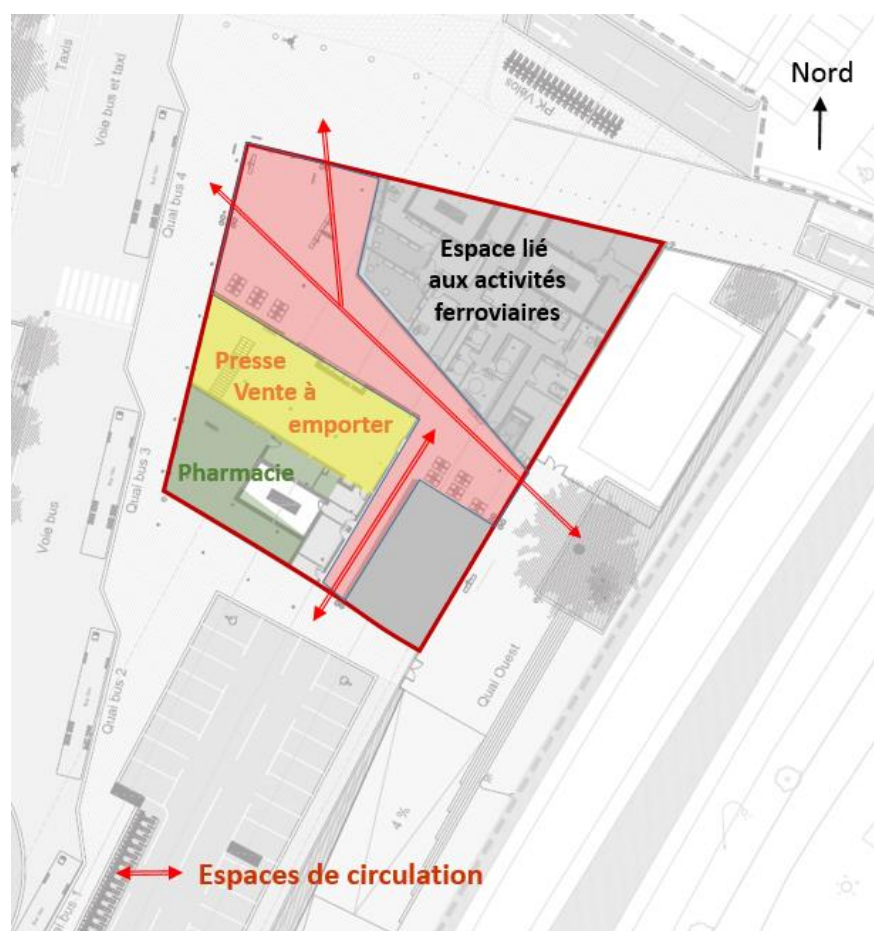 Taxis
Voie bus et taxi
PK Vélos
Nord
Quai bus 4
Espace lié
aux activités
ferroviaires
Presse
Vente à
emporter
Quai bus 3
Pharmacie
Voie bus
Quai bus 2
Quai Ouest
4 %
Espaces de circulation
ai bus 1